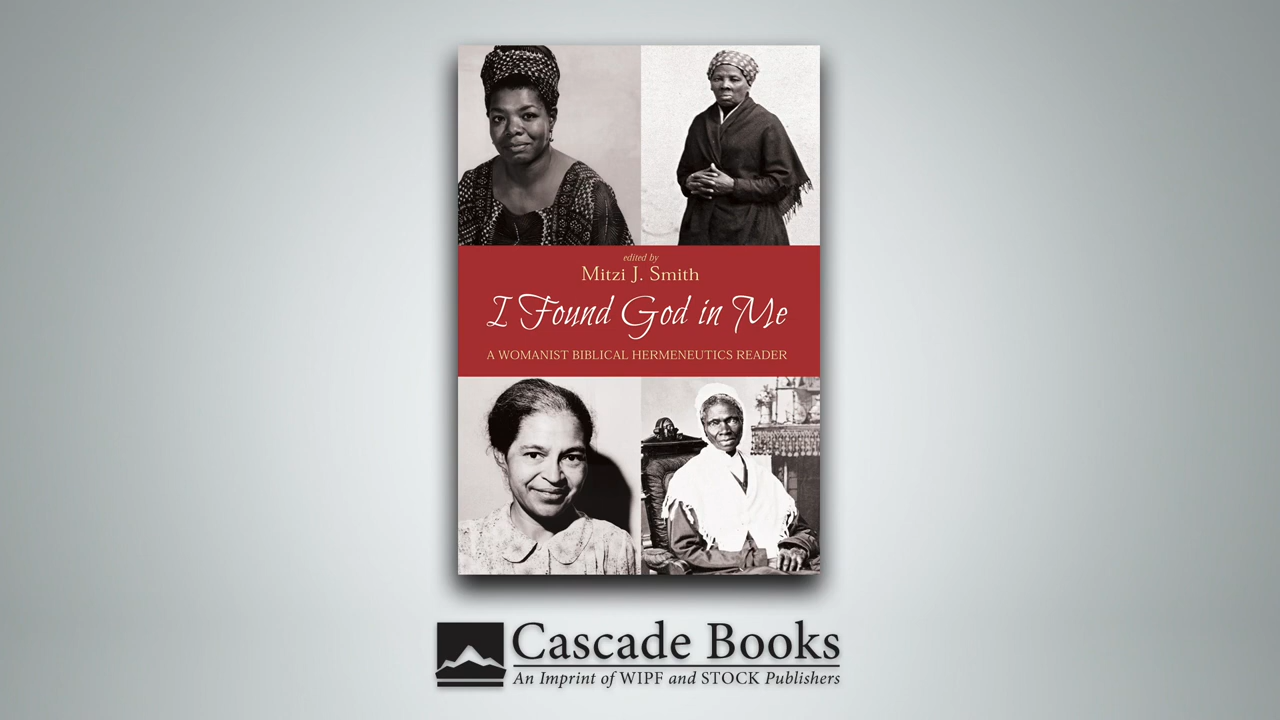 edited by
Mitzi J. Smith
I Found God in Me
A WOMANIST BIBLICAL HERMENEUTICS READER
Cascade Books
An Imprint of WIPF and STOCK Publishers